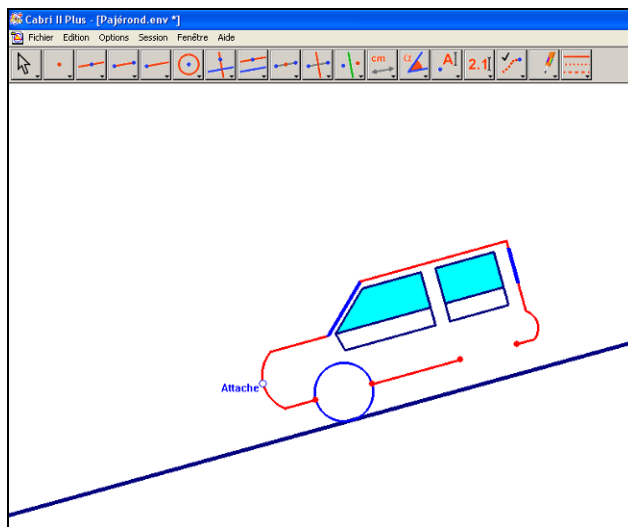 Cabri II Plus - [Pajérond.env *]
Fichier Edition Options Session Fenêtre Aide
cm α A 2.1
Attache